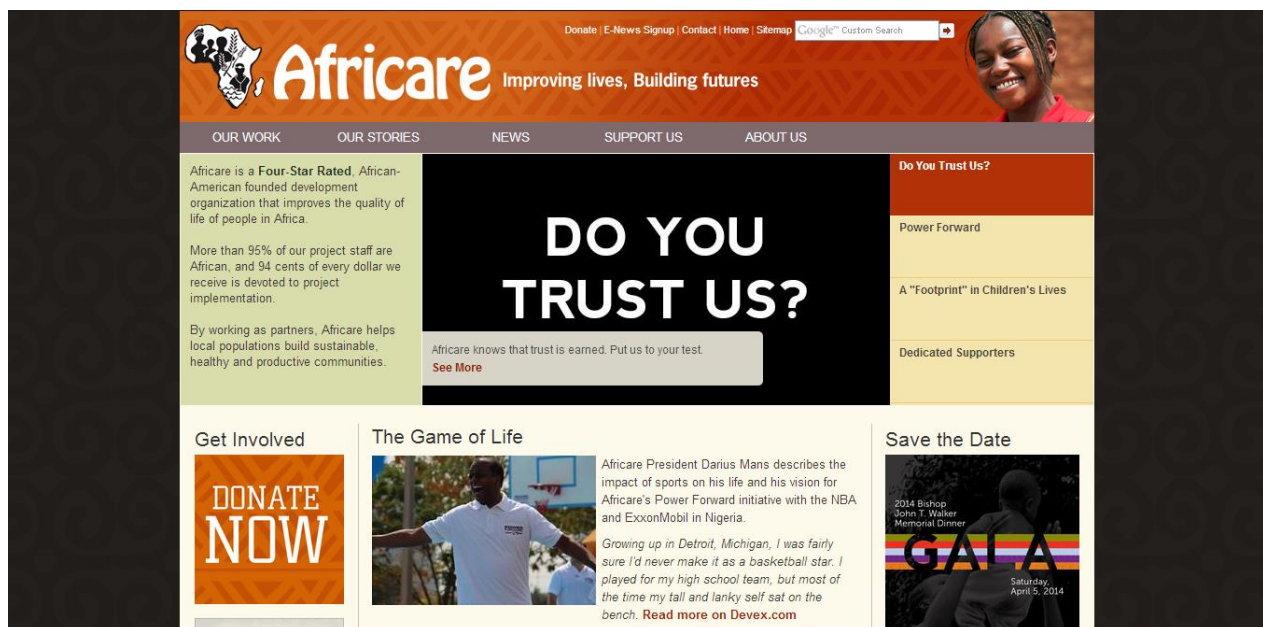 Donate | E-News Signup | Contact | Home | Sitemap Google™ Custom Search
Africare Improving lives, Building futures
OUR WORK OUR STORIES NEWS SUPPORT US ABOUT US
Africare is a Four-Star Rated, African-
American founded development
organization that improves the quality of
life of people in Africa.
More than 95% of our project staff are
African, and 94 cents of every dollar we
receive is devoted to project
implementation.
By working as partners, Africare helps
local populations build sustainable,
healthy and productive communities.
DO YOU
TRUST US?
Africare knows that trust is earned. Put us to your test.
See More
Do You Trust Us?
Power Forward
A "Footprint" in Children's Lives
Dedicated Supporters
Get Involved
DONATE
NOW
The Game of Life
Africare President Darius Mans describes the
impact of sports on his life and his vision for
Africare's Power Forward initiative with the NBA
and ExxonMobil in Nigeria.
Growing up in Detroit, Michigan, I was fairly
sure I'd never make it as a basketball star. I
played for my high school team, but most of
the time my tall and lanky self sat on the
bench. Read more on Devex.com
Save the Date
2014 Bishop
John T. Walker
Memorial Dinner
GALA
Saturday,
April 5, 2014